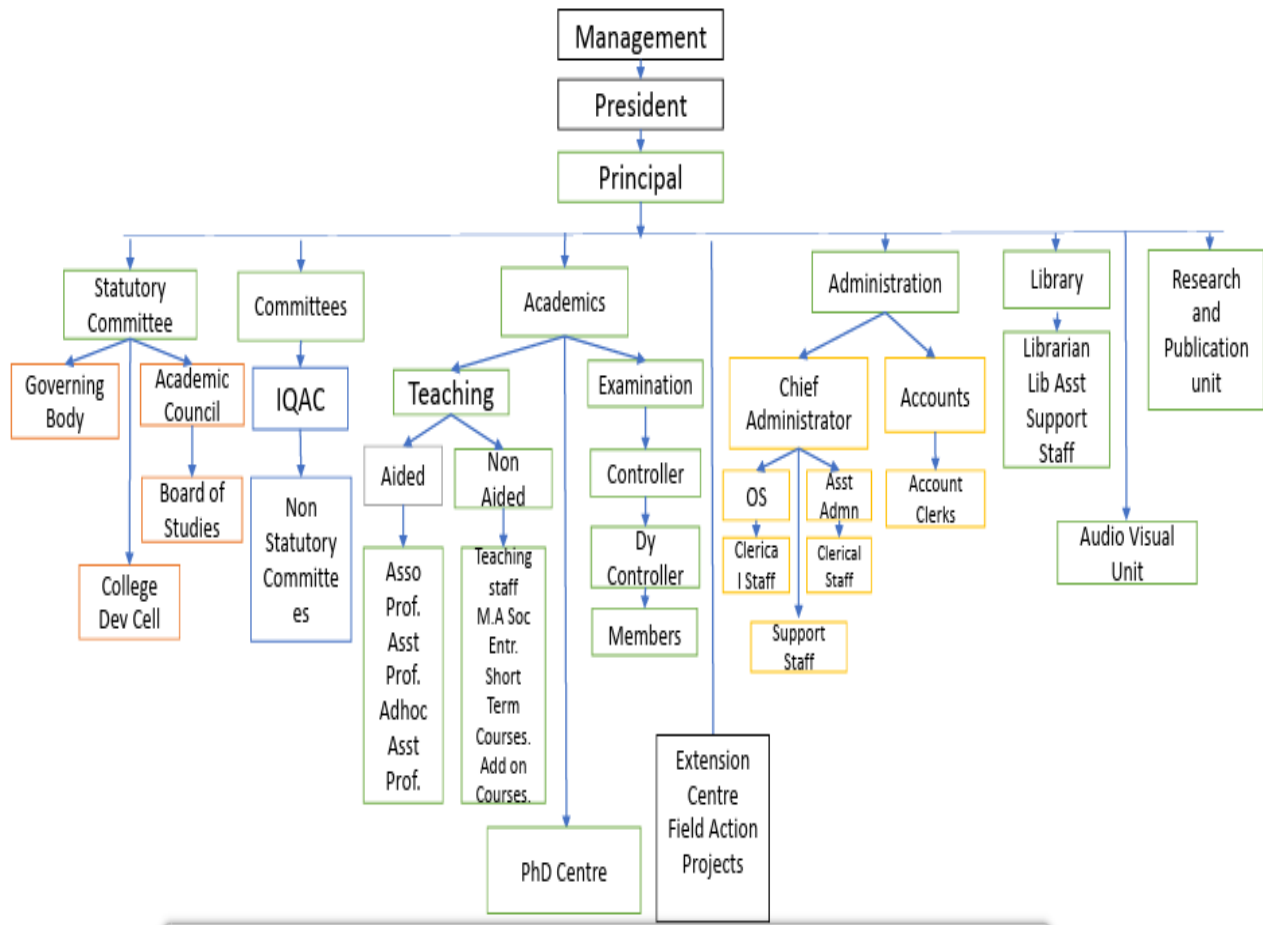 Management
President
Principal
Statutory
Committee
Committees
Academics
Administration
Library
Research
and
Publication
unit
Governing
Body
Academic
Council
Board of
Studies
College
Dev Cell
IQAC
Non
Statutory
Committe
es
Teaching
Examination
Aided
Non
Aided
Asso
Prof.
Asst
Prof.
Adhoc
Asst
Prof.
Teaching
staff
M.A Soc
Entr.
Short
Term
Courses.
Add on
Courses.
Controller
Dy
Controller
Members
PhD Centre
Extension
Centre
Field Action
Projects
Chief
Administrator
Accounts
OS
Asst
Admn
Clerica
l Staff
Clerical
Staff
Support
Staff
Account
Clerks
Librarian
Lib Asst
Support
Staff
Audio Visual
Unit